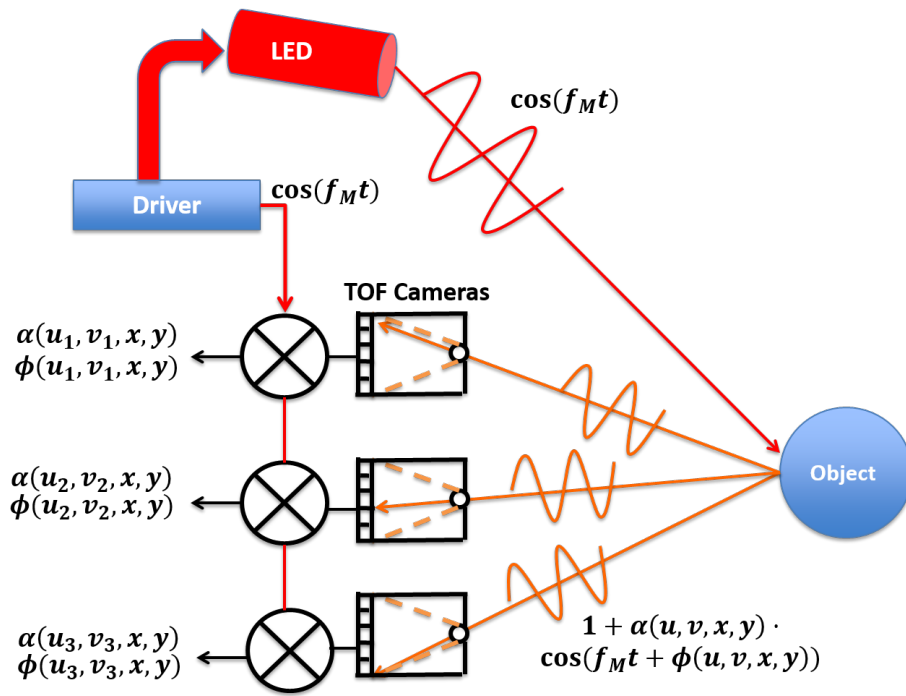 LED
cos(f_M t)
cos(f_M t)
Driver
TOF Cameras
α(u₁, v₁, x, y)
ϕ(u₁, v₁, x, y)
α(u₂, v₂, x, y)
ϕ(u₂, v₂, x, y)
Object
α(u₃, v₃, x, y)
ϕ(u₃, v₃, x, y)
1 + α(u, v, x, y) ·
cos(f_M t + ϕ(u, v, x, y))